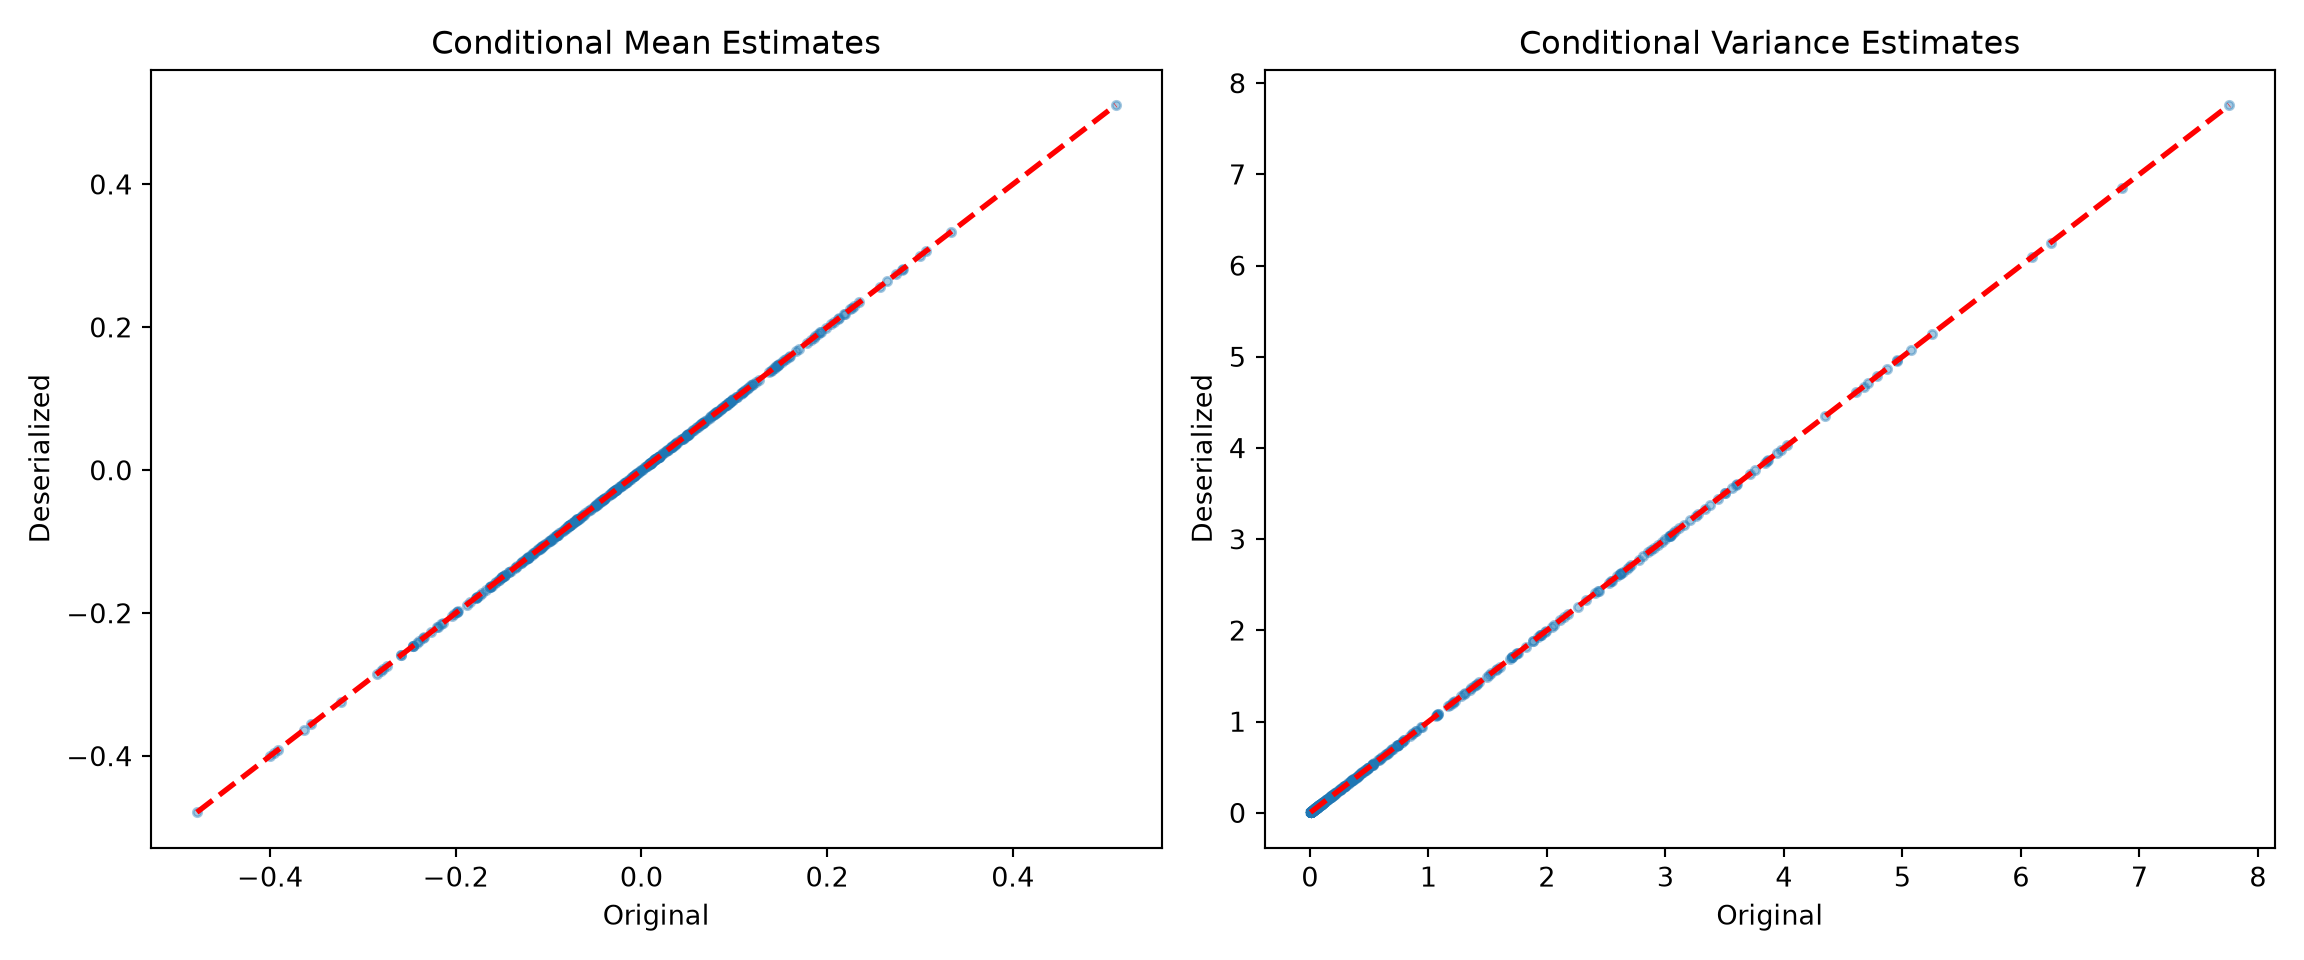 Conditional Mean Estimates
Deserialized
0.4
0.2
0.0
−0.2
−0.4
−0.4 −0.2 0.0 0.2 0.4
Original
Conditional Variance Estimates
Deserialized
8
7
6
5
4
3
2
1
0
0 1 2 3 4 5 6 7 8
Original